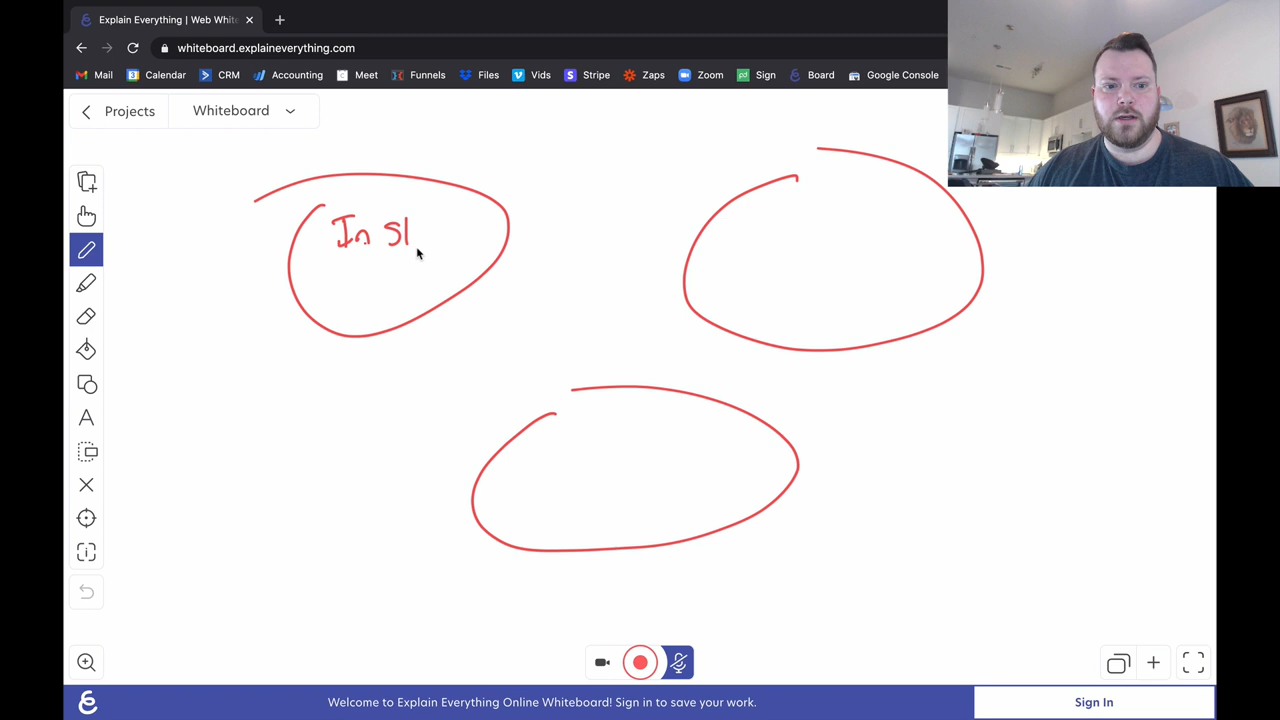 Explain Everything | Web White
whiteboard.explaineverything.com
Mail Calendar CRM Accounting Meet Funnels Files Vids Stripe Zaps Zoom Sign Board Google Console
Projects Whiteboard
In Sl
A
Welcome to Explain Everything Online Whiteboard! Sign in to save your work.
Sign In